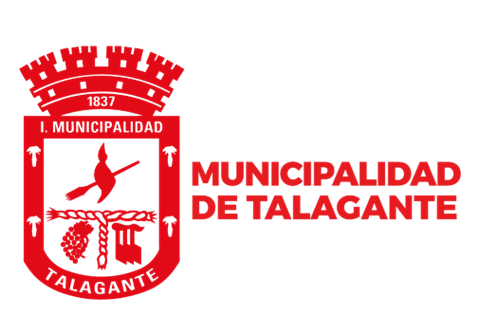 1837
I. MUNICIPALIDAD
TALAGANTE
MUNICIPALIDAD
DE TALAGANTE